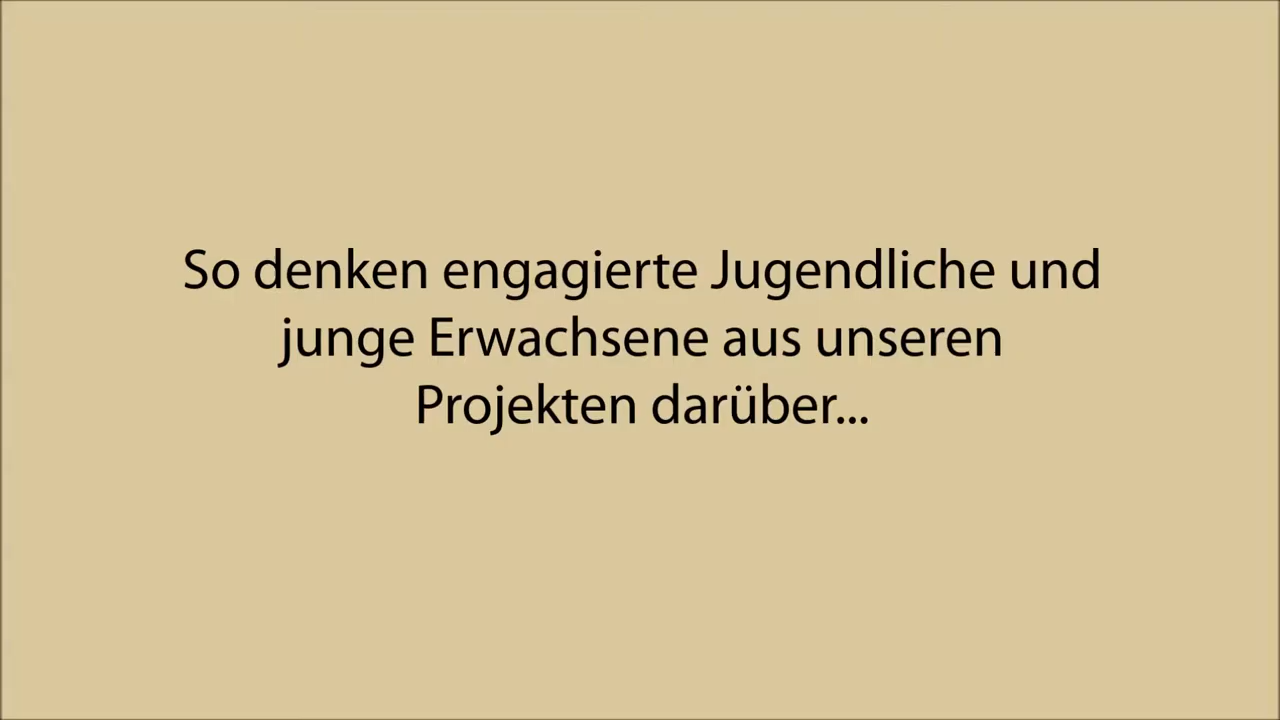 So denken engagierte Jugendliche und
junge Erwachsene aus unseren
Projekten darüber...